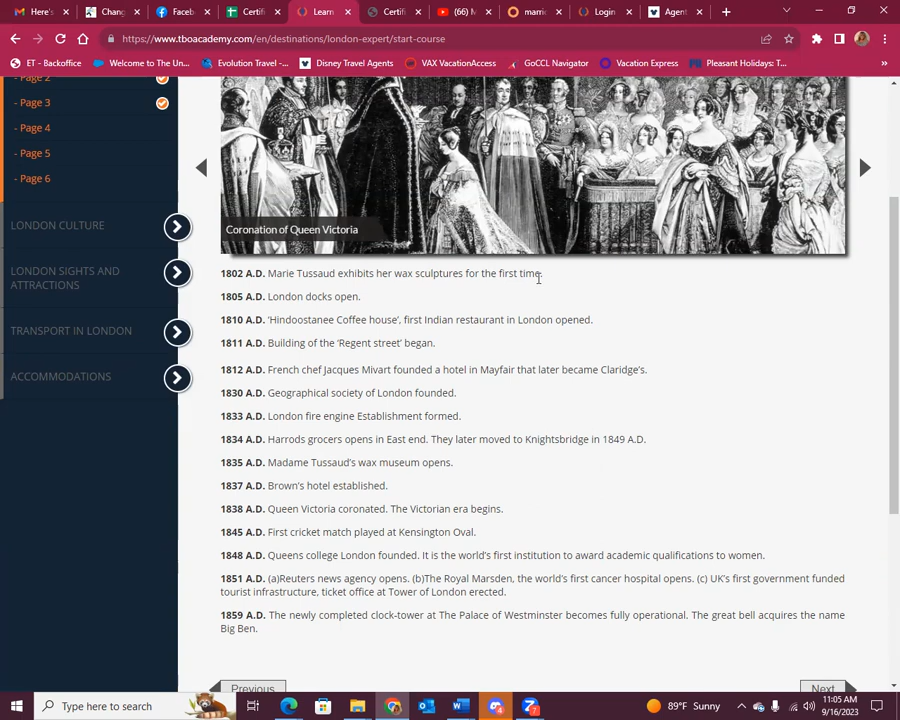 Here's
Chang
Faceb
Certifi
Learn
Certifi
(66) M
marri
Login
Agent
https://www.tboacademy.com/en/destinations/london-expert/start-course
ET - Backoffice
Welcome to The Un...
Evolution Travel -...
Disney Travel Agents
VAX VacationAccess
GoCCL Navigator
Vacation Express
Pleasant Holidays: T...
»
- Page 2
- Page 3
- Page 4
- Page 5
- Page 6
LONDON CULTURE
LONDON SIGHTS AND
ATTRACTIONS
TRANSPORT IN LONDON
ACCOMMODATIONS
Coronation of Queen Victoria
1802 A.D. Marie Tussaud exhibits her wax sculptures for the first time.
1805 A.D. London docks open.
1810 A.D. ‘Hindoostanee Coffee house’, first Indian restaurant in London opened.
1811 A.D. Building of the ‘Regent street’ began.
1812 A.D. French chef Jacques Mivart founded a hotel in Mayfair that later became Claridge’s.
1830 A.D. Geographical society of London founded.
1833 A.D. London fire engine Establishment formed.
1834 A.D. Harrods grocers opens in East end. They later moved to Knightsbridge in 1849 A.D.
1835 A.D. Madame Tussaud’s wax museum opens.
1837 A.D. Brown’s hotel established.
1838 A.D. Queen Victoria coronated. The Victorian era begins.
1845 A.D. First cricket match played at Kensington Oval.
1848 A.D. Queens college London founded. It is the world’s first institution to award academic qualifications to women.
1851 A.D. (a)Reuters news agency opens. (b)The Royal Marsden, the world’s first cancer hospital opens. (c) UK’s first government funded
tourist infrastructure, ticket office at Tower of London erected.
1859 A.D. The newly completed clock-tower at The Palace of Westminster becomes fully operational. The great bell acquires the name
Big Ben.
Previous
Next
Type here to search
89°F Sunny
11:05 AM
9/16/2023